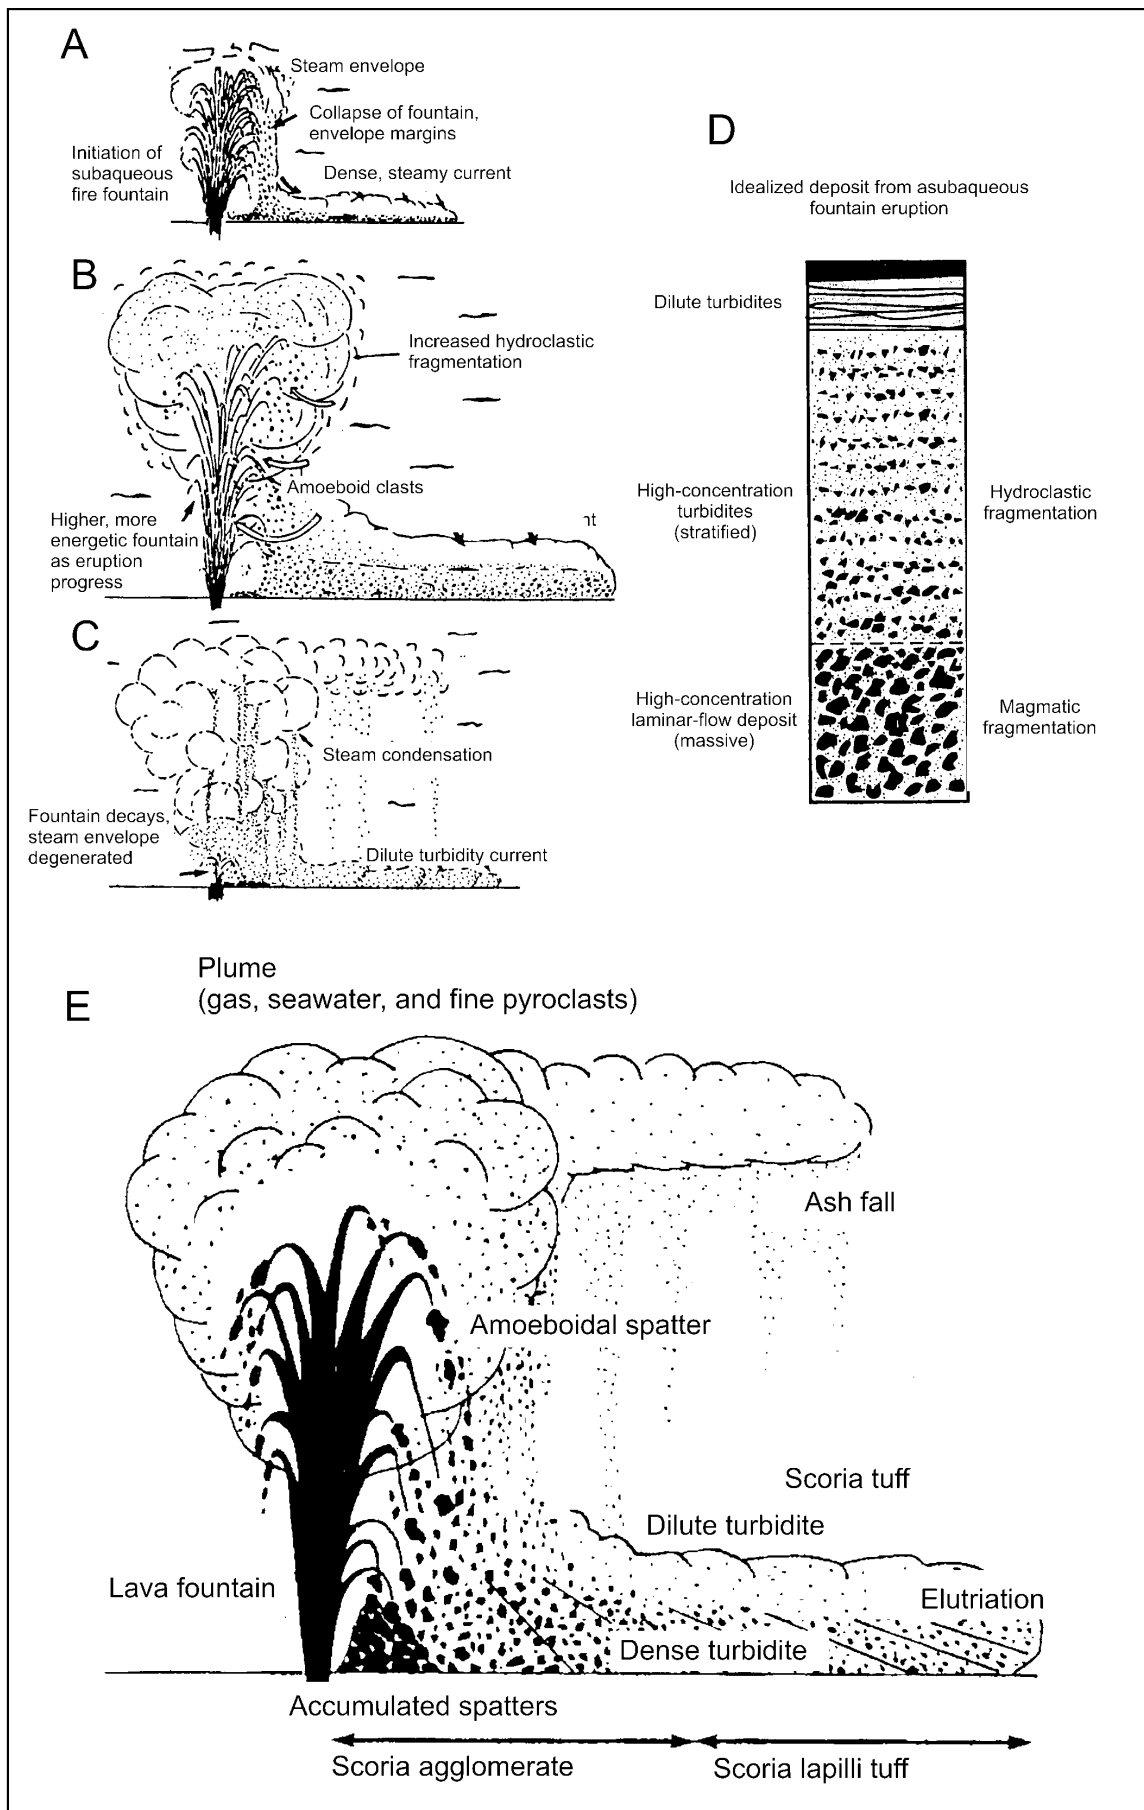 A
Steam envelope
Collapse of fountain,
envelope margins
Initiation of
subaqueous
fire fountain
Dense, steamy current
B
Increased hydroclastic
fragmentation
Amoeboid clasts
Higher, more
energetic fountain
as eruption
progress
nt
C
Steam condensation
Fountain decays,
steam envelope
degenerated
Dilute turbidity current
D
Idealized deposit from asubaqueous
fountain eruption
Dilute turbidites
High-concentration
turbidites
(stratified)
Hydroclastic
fragmentation
High-concentration
laminar-flow deposit
(massive)
Magmatic
fragmentation
E
Plume
(gas, seawater, and fine pyroclasts)
Ash fall
Amoeboidal spatter
Scoria tuff
Dilute turbidite
Lava fountain
Elutriation
Dense turbidite
Accumulated spatters
Scoria agglomerate
Scoria lapilli tuff